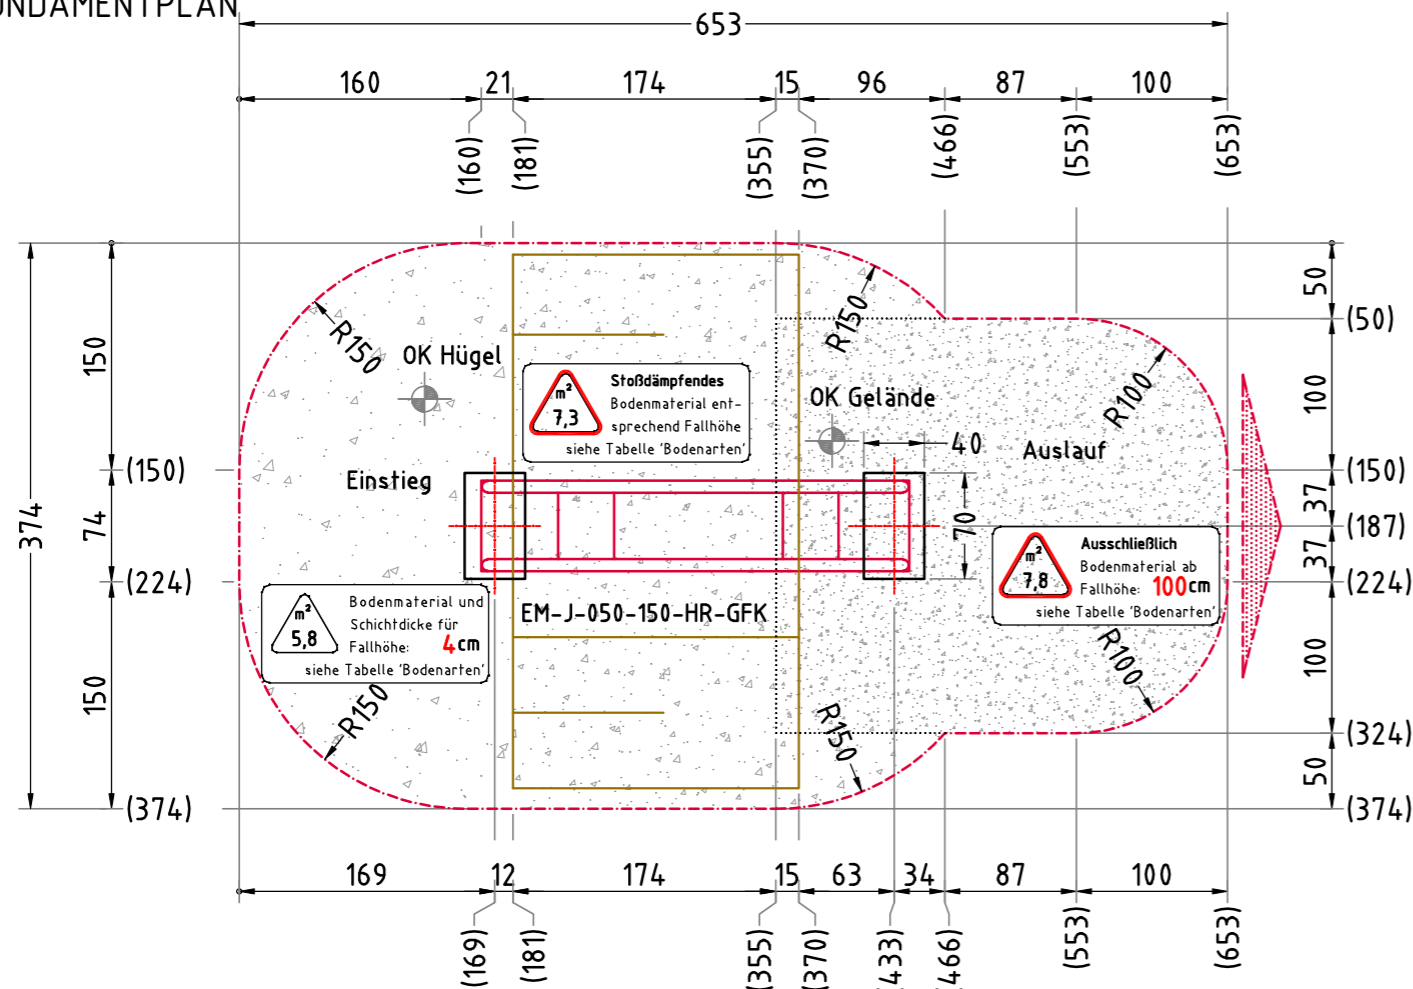 UNDAMENTPLAN
653
160 21 174 15 96 87 100
(160) (181) (355) (370) (466) (553) (653)
374
150
(150)
74
(224)
150
(374)
50
(50)
100
(150)
37
(187)
37
(224)
100
(324)
50
(374)
R150
OK Hügel
R150
OK Gelände
R100
Einstieg
Auslauf
40
70
m²
7,3
Stoßdämpfendes
Bodenmaterial ent-
sprechend Fallhöhe
siehe Tabelle 'Bodenarten'
m²
7,8
Ausschließlich
Bodenmaterial ab
Fallhöhe: 100cm
siehe Tabelle 'Bodenarten'
m²
5,8
Bodenmaterial und
Schichtdicke für
Fallhöhe: 4cm
siehe Tabelle 'Bodenarten'
EM-J-050-150-HR-GFK
R150
R150
R100
169 12 174 15 63 34 87 100
(169) (181) (355) (370) 433) 466) (553) (653)